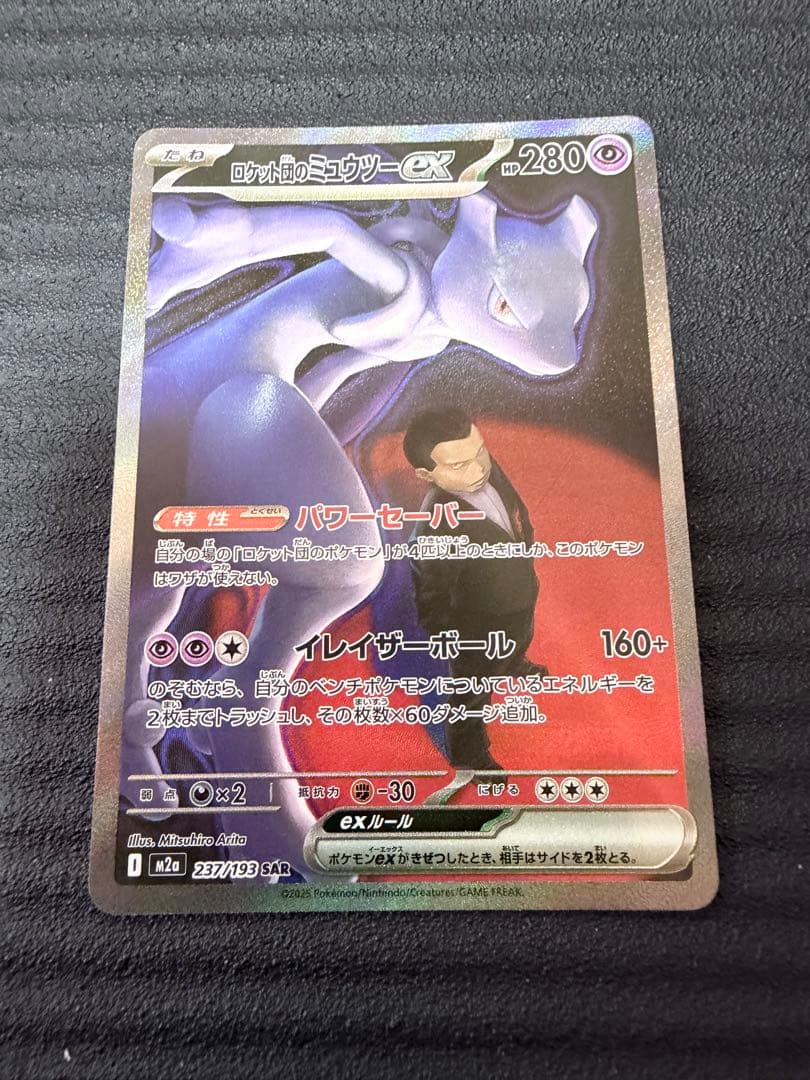 たね ロケット団のミュウツーex HP280
特性 とくせい パワーセーバー
自分の場の「ロケット団のポケモン」が4匹以上のときにしか、このポケモン
はワザが使えない。
イレイザーボール 160+
のぞむなら、自分のベンチポケモンについているエネルギーを
2枚までトラッシュし、その枚数×60ダメージ追加。
弱点 ×2 抵抗力 -30 にげる
exルール
ポケモンexがきぜつしたとき、相手はサイドを2枚とる。
Illus. Mitsuhiro Arita
I m2a 237/193 SAR
©2025 Pokémon/Nintendo/Creatures/GAME FREAK.